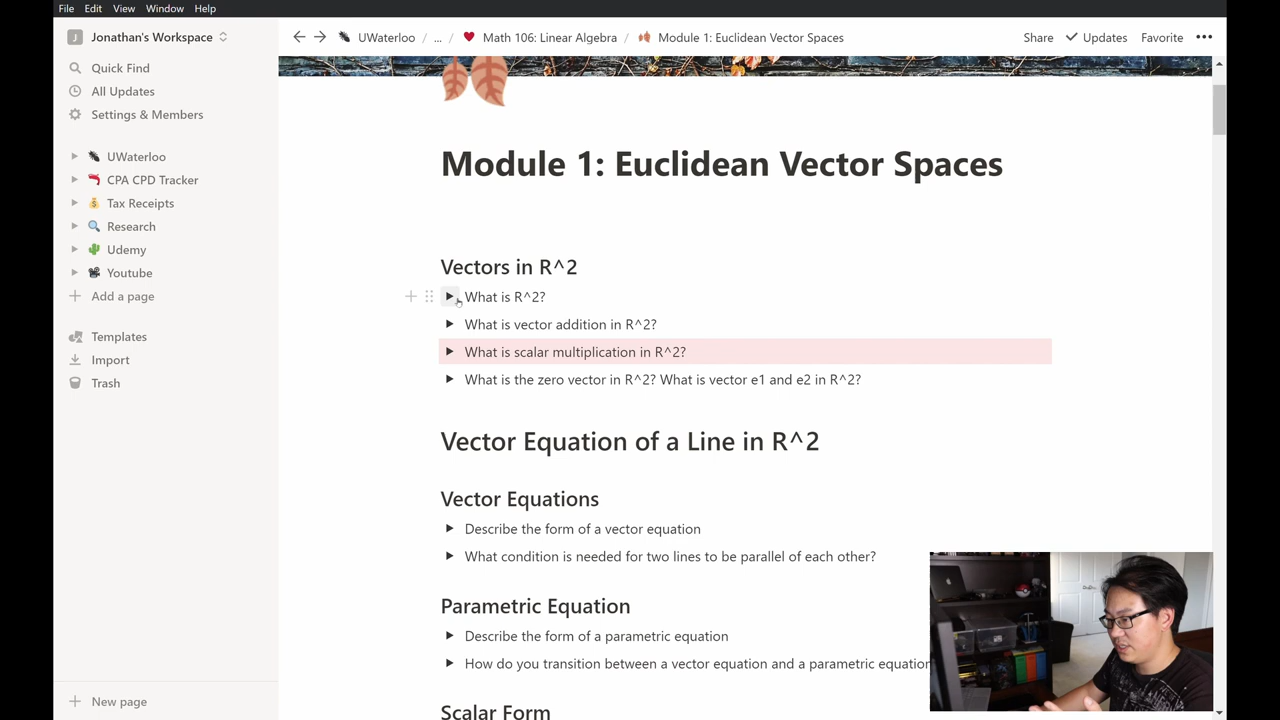 File Edit View Window Help
J Jonathan's Workspace
UWaterloo / ... / Math 106: Linear Algebra / Module 1: Euclidean Vector Spaces
Share Updates Favorite •••
Quick Find
All Updates
Settings & Members
UWaterloo
CPA CPD Tracker
Tax Receipts
Research
Udemy
Youtube
Add a page
Templates
Import
Trash
New page
Module 1: Euclidean Vector Spaces
Vectors in R^2
What is R^2?
What is vector addition in R^2?
What is scalar multiplication in R^2?
What is the zero vector in R^2? What is vector e1 and e2 in R^2?
Vector Equation of a Line in R^2
Vector Equations
Describe the form of a vector equation
What condition is needed for two lines to be parallel of each other?
Parametric Equation
Describe the form of a parametric equation
How do you transition between a vector equation and a parametric equation
Scalar Form